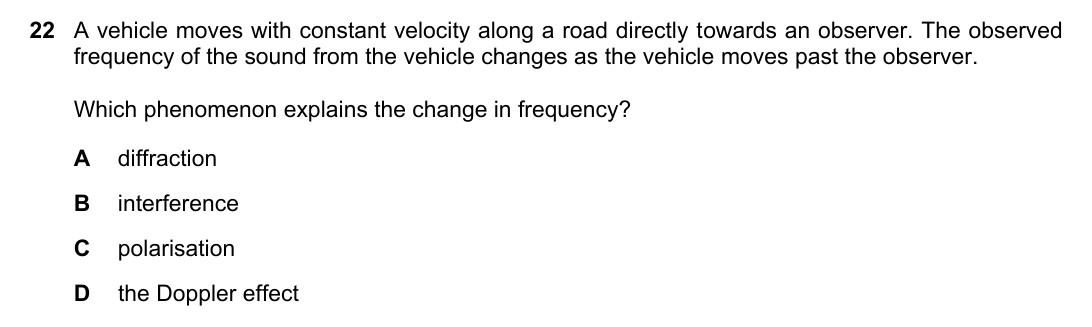 22 A vehicle moves with constant velocity along a road directly towards an observer. The observed
frequency of the sound from the vehicle changes as the vehicle moves past the observer.
Which phenomenon explains the change in frequency?
A diffraction
B interference
C polarisation
D the Doppler effect